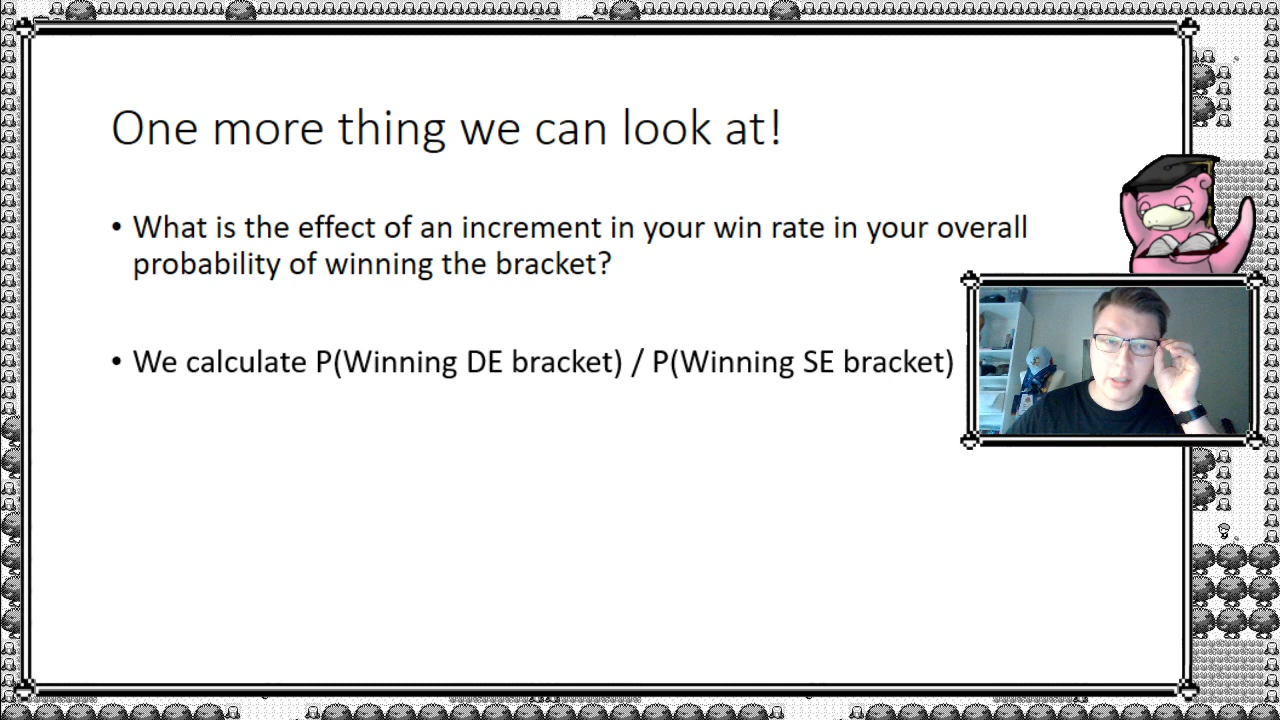 One more thing we can look at!
• What is the effect of an increment in your win rate in your overall
probability of winning the bracket?
• We calculate P(Winning DE bracket) / P(Winning SE bracket)